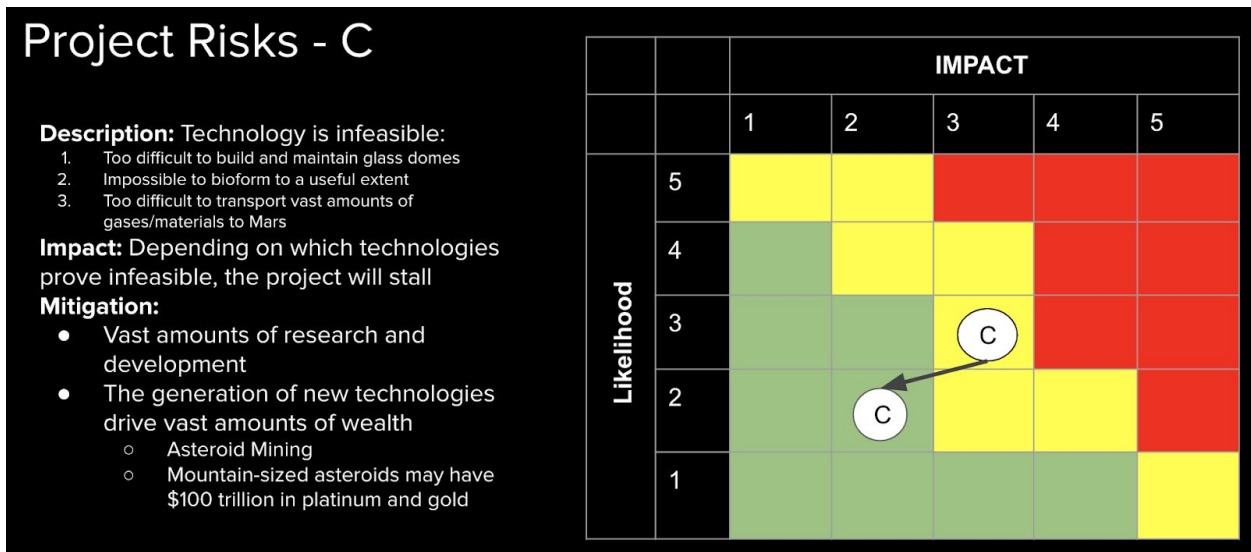 Project Risks - C
Description: Technology is infeasible:
1. Too difficult to build and maintain glass domes
2. Impossible to bioform to a useful extent
3. Too difficult to transport vast amounts of
gases/materials to Mars
Impact: Depending on which technologies
prove infeasible, the project will stall
Mitigation:
● Vast amounts of research and
development
● The generation of new technologies
drive vast amounts of wealth
○ Asteroid Mining
○ Mountain-sized asteroids may have
$100 trillion in platinum and gold
IMPACT
1 2 3 4 5
Likelihood
5
4
3
C
2
C
1